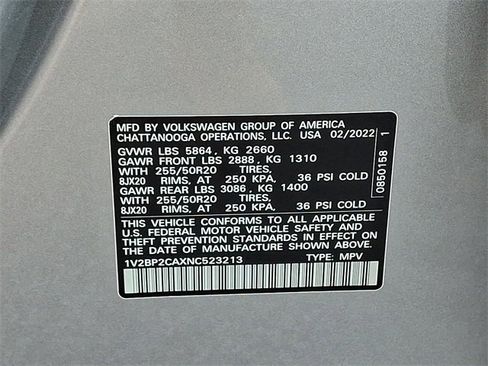 MFD BY VOLKSWAGEN GROUP OF AMERICA
CHATTANOOGA OPERATIONS, LLC. USA 02/2022
GVWR LBS 5864, KG 2660
GAWR FRONT LBS 2888, KG 1310
WITH 255/50R20 TIRES,
8JX20 RIMS, AT 250 KPA, 36 PSI COLD
GAWR REAR LBS 3086, KG 1400
WITH 255/50R20 TIRES,
8JX20 RIMS, AT 250 KPA, 36 PSI COLD
THIS VEHICLE CONFORMS TO ALL APPLICABLE
U.S. FEDERAL MOTOR VEHICLE SAFETY AND
THEFT PREVENTION STANDARDS IN EFFECT ON
THE DATE OF MANUFACTURE SHOWN ABOVE.
1V2BP2CAXNC523213 TYPE: MPV
O850158 1